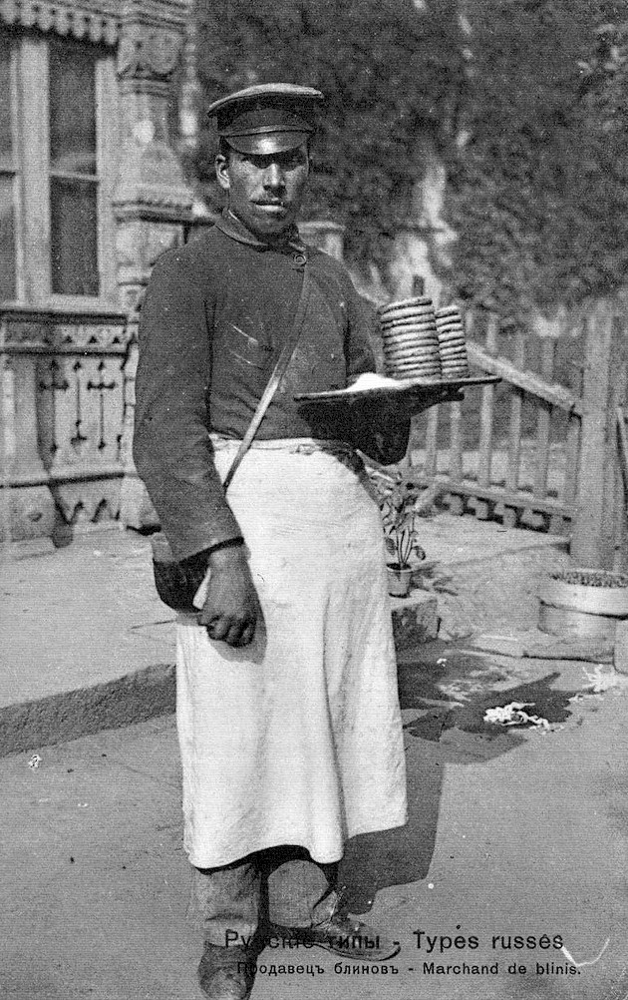 Русскіе типы - Types russes
Продавецъ блиновъ - Marchand de blinis.